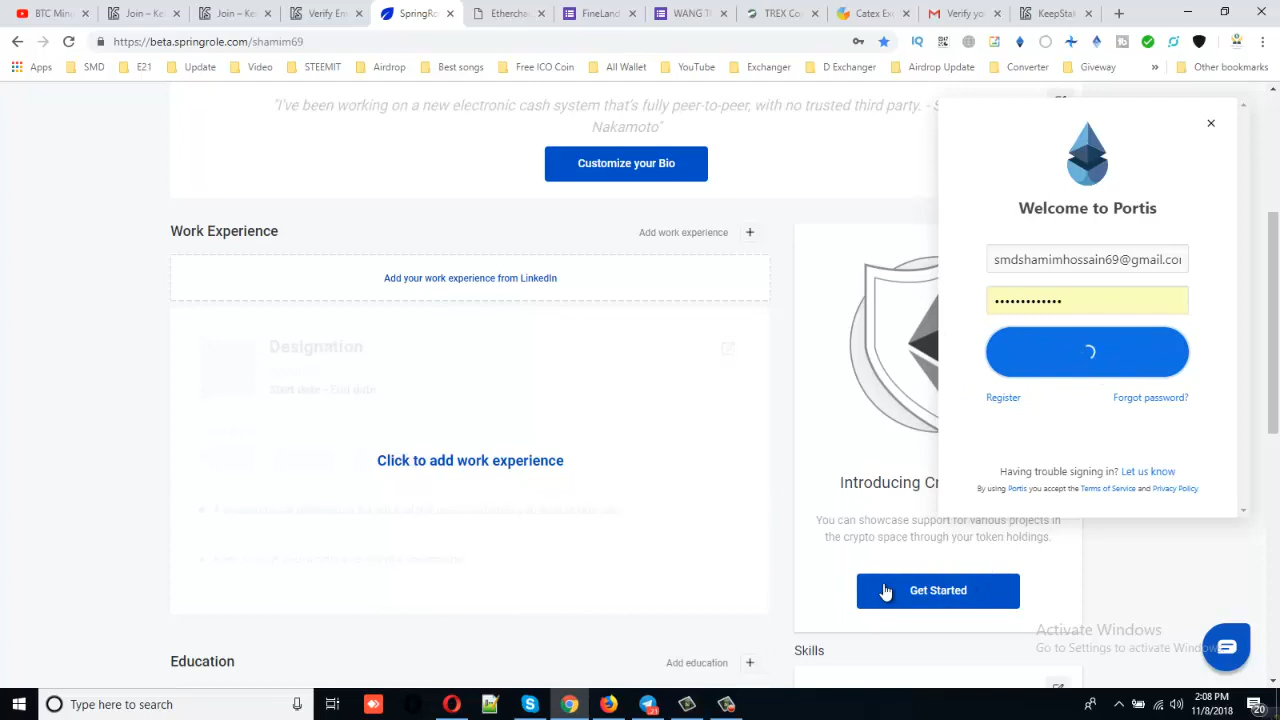 BTC Min
Join – Ke
Join – Ke
Verify Em
SpringRo
Etherche
FineLand
WANG T
TREX Co
Catex Ex
Verify yo
KeepStal
https://beta.springrole.com/shamim69
IQ
Apps
SMD
E21
Update
Video
STEEMIT
Airdrop
Best songs
Free ICO Coin
All Wallet
YouTube
Exchanger
D Exchanger
Airdrop Update
Converter
Giveway
»
Other bookmarks
"I've been working on a new electronic cash system that's fully peer-to-peer, with no trusted third party. - S
Nakamoto"
Customize your Bio
Work Experience
Add work experience
+
Add your work experience from LinkedIn
Designation
Start date - End date
Click to add work experience
Education
Add education
+
Introducing Cr
You can showcase support for various projects in
the crypto space through your token holdings.
Get Started
Skills
Welcome to Portis
smdshamimhossain69@gmail.co
•••••••••••••
Register
Forgot password?
Having trouble signing in? Let us know
By using Portis you accept the Terms of Service and Privacy Policy
Activate Windows
Go to Settings to activate Windows
Type here to search
2:08 PM
11/8/2018
20